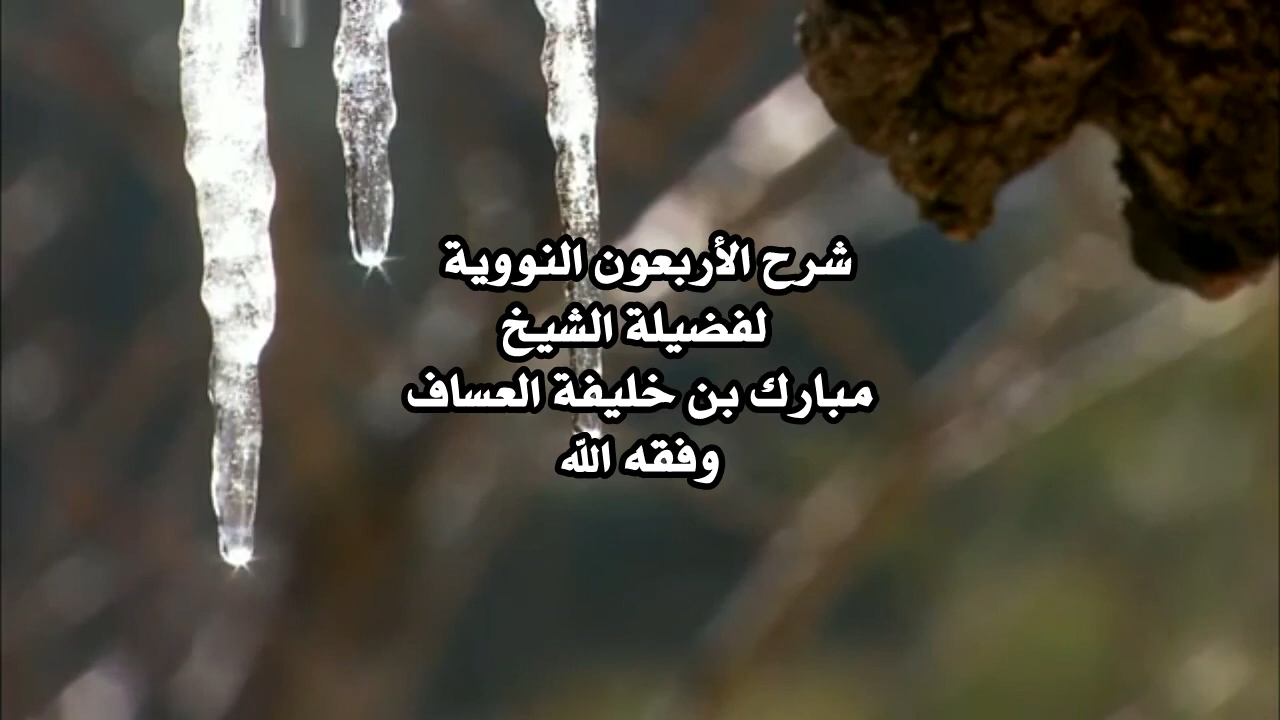 شرح الأربعون النووية
لفضيلة الشيخ
مبارك بن خليفة العساف
وفقه الله